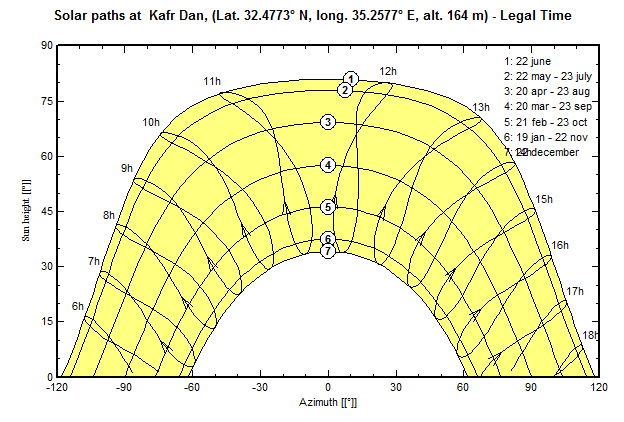 Solar paths at Kafr Dan, (Lat. 32.4773° N, long. 35.2577° E, alt. 164 m) - Legal Time
90
75
60
45
30
15
0
Sun height [[°]]
-120 -90 -60 -30 0 30 60 90 120
Azimuth [[°]]
1: 22 june
2: 22 may - 23 july
3: 20 apr - 23 aug
4: 20 mar - 23 sep
5: 21 feb - 23 oct
6: 19 jan - 22 nov
7: 22 december
6h
7h
8h
9h
10h
11h
12h
13h
14h
15h
16h
17h
18h
1
2
3
4
5
6
7